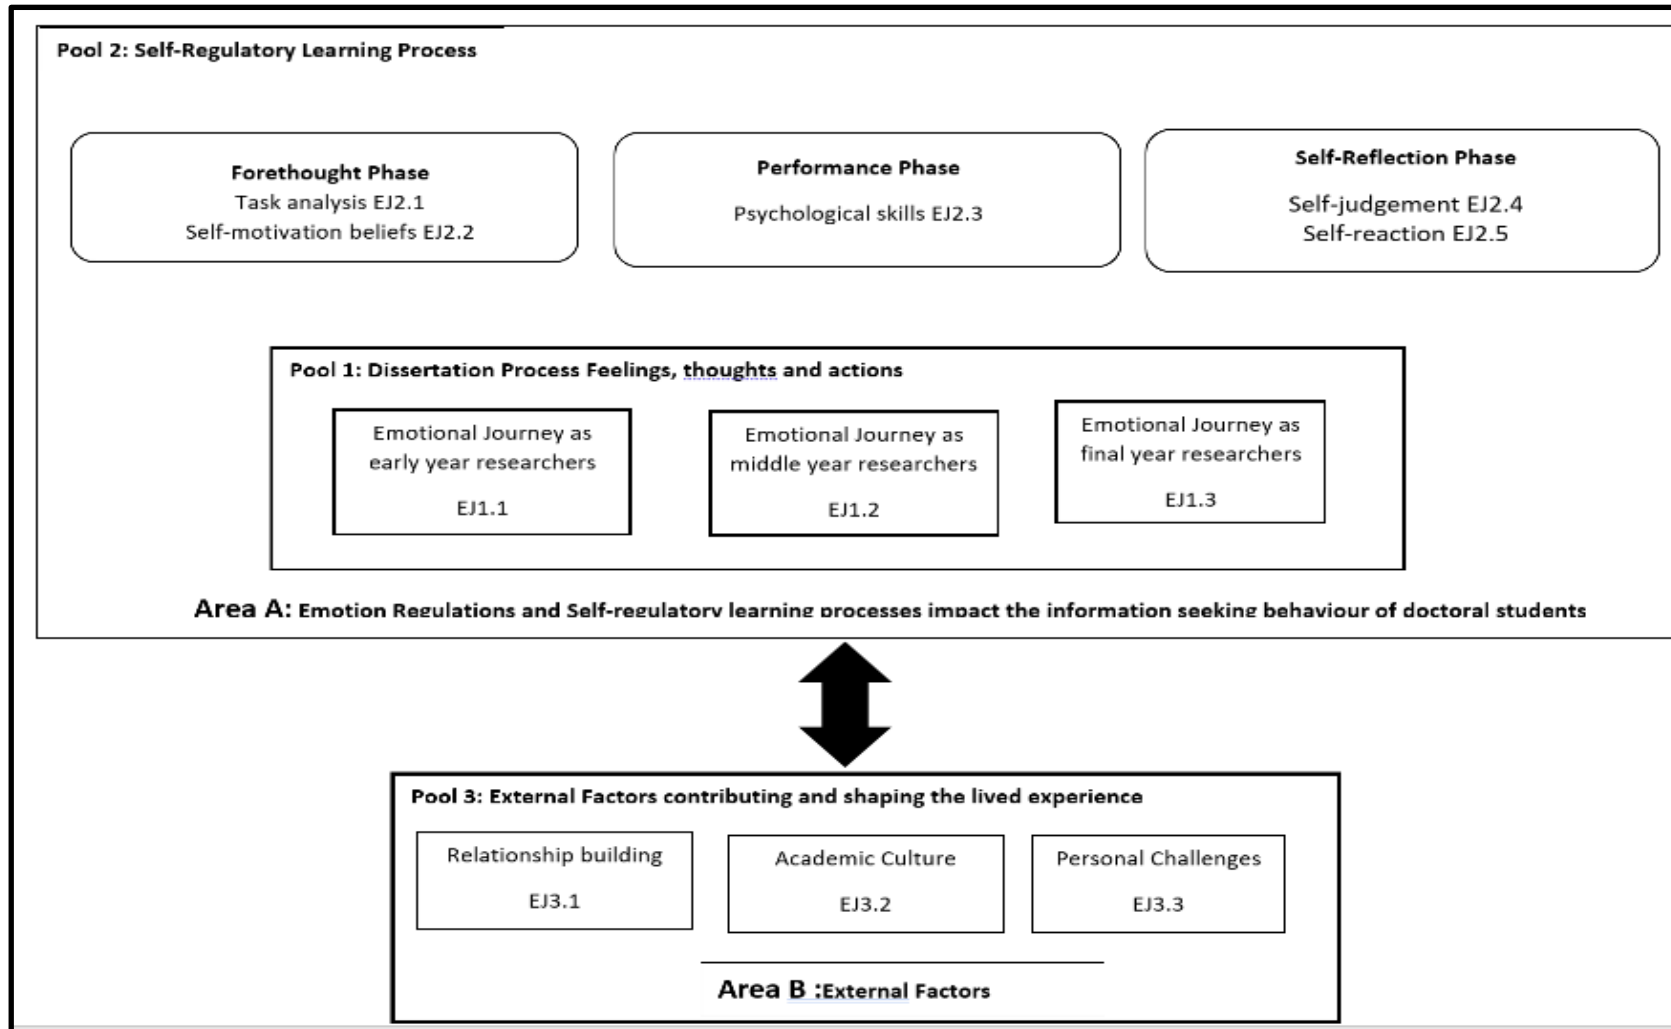 Pool 2: Self-Regulatory Learning Process
Forethought Phase
Task analysis EJ2.1
Self-motivation beliefs EJ2.2
Performance Phase
Psychological skills EJ2.3
Self-Reflection Phase
Self-judgement EJ2.4
Self-reaction EJ2.5
Pool 1: Dissertation Process Feelings, thoughts and actions
Emotional Journey as
early year researchers
EJ1.1
Emotional Journey as
middle year researchers
EJ1.2
Emotional Journey as
final year researchers
EJ1.3
Area A: Emotion Regulations and Self-regulatory learning processes impact the information seeking behaviour of doctoral students
Pool 3: External Factors contributing and shaping the lived experience
Relationship building
EJ3.1
Academic Culture
EJ3.2
Personal Challenges
EJ3.3
Area B :External Factors